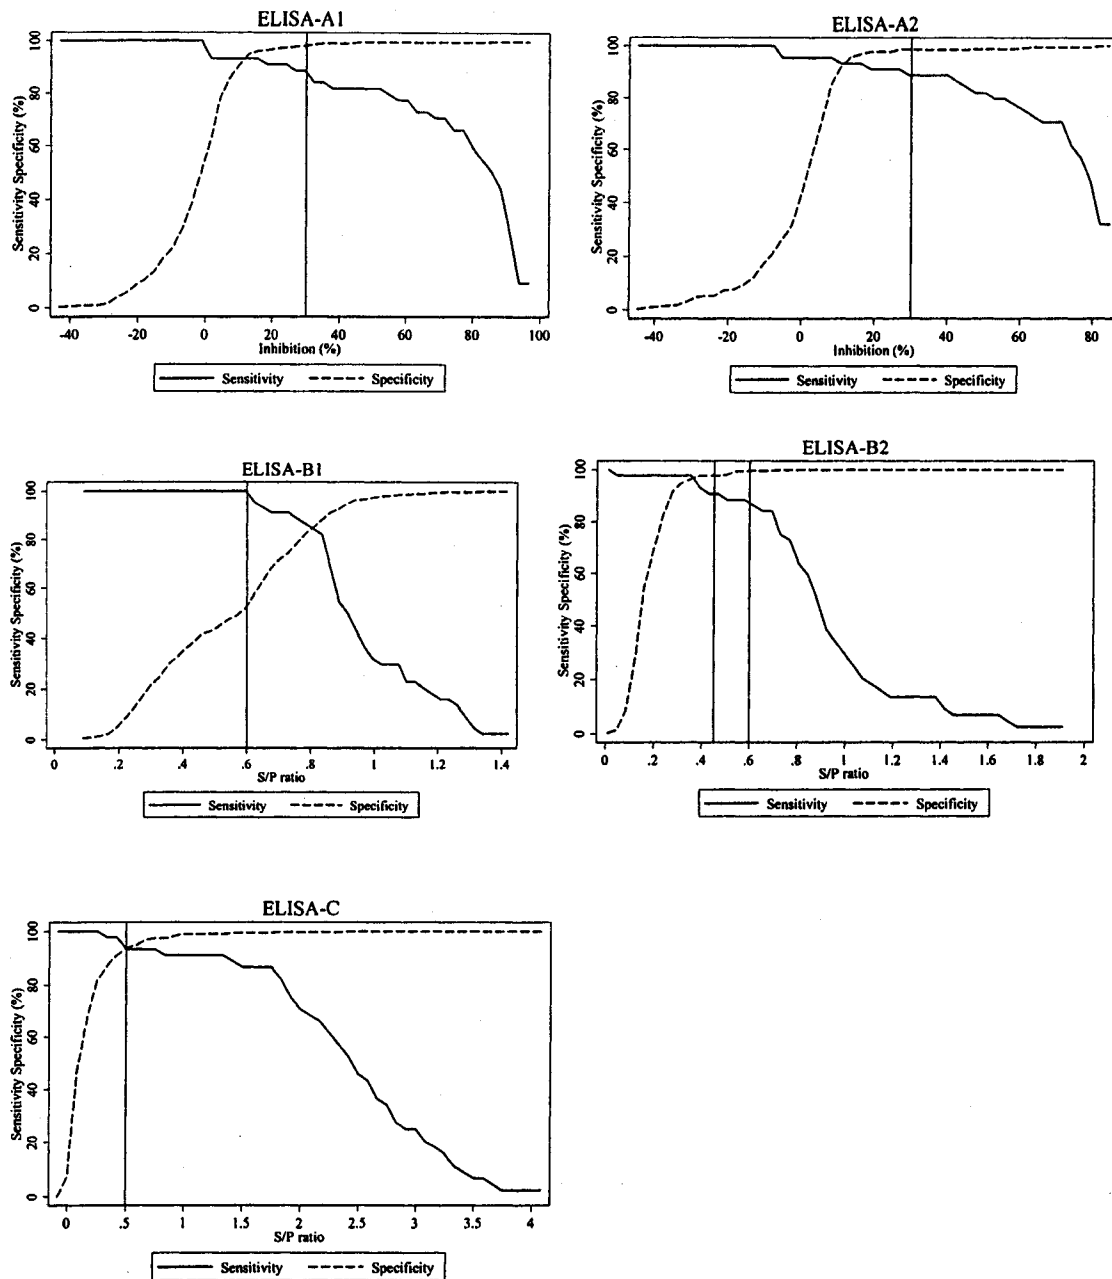 ELISA-A1
Sensitivity Specificity (%)
0 20 40 60 80 100
-40 -20 0 20 40 60 80 100
Inhibition (%)
Sensitivity Specificity
ELISA-A2
Sensitivity Specificity (%)
0 20 40 60 80 100
-40 -20 0 20 40 60 80
Inhibition (%)
Sensitivity Specificity
ELISA-B1
Sensitivity Specificity (%)
0 20 40 60 80 100
0 .2 .4 .6 .8 1 1.2 1.4
S/P ratio
Sensitivity Specificity
ELISA-B2
Sensitivity Specificity (%)
0 20 40 60 80 100
0 .2 .4 .6 .8 1 1.2 1.4 1.6 1.8 2
S/P ratio
Sensitivity Specificity
ELISA-C
Sensitivity Specificity (%)
0 20 40 60 80 100
0 .5 1 1.5 2 2.5 3 3.5 4
S/P ratio
Sensitivity Specificity